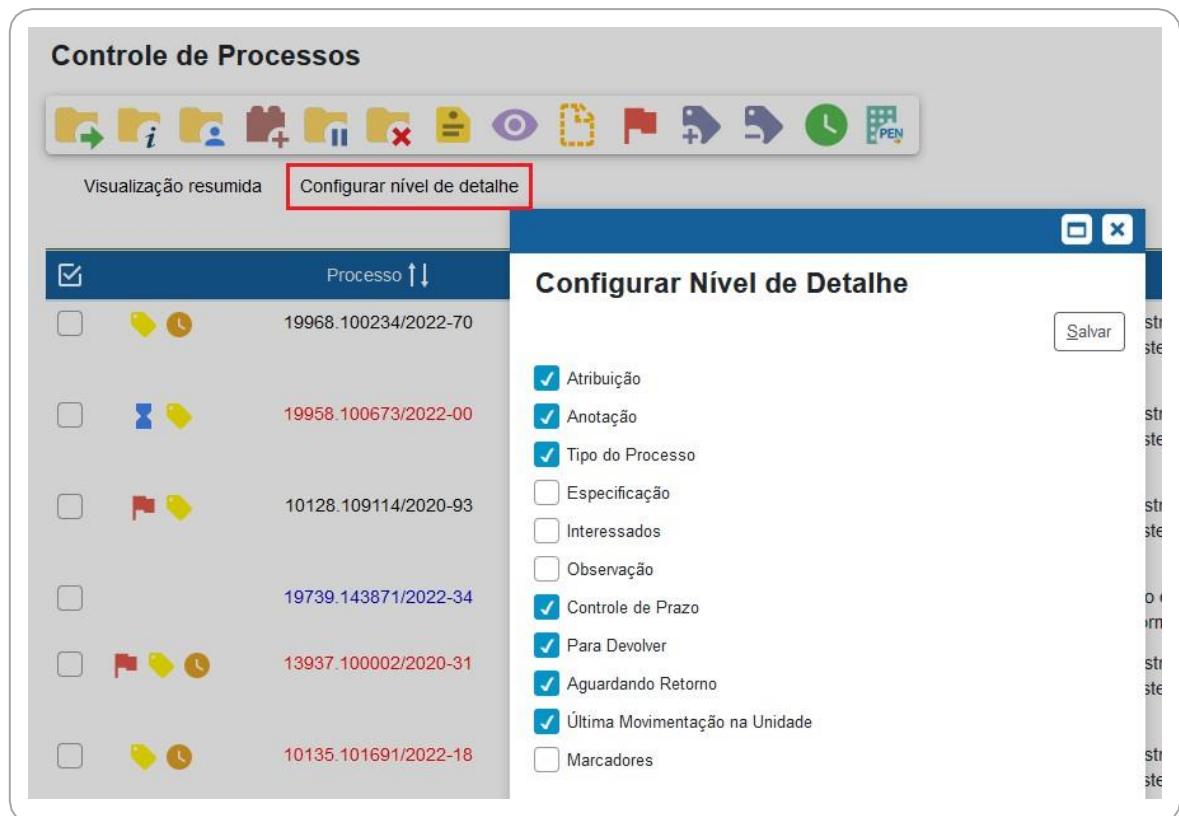 Controle de Processos
PEN
Visualização resumida Configurar nível de detalhe
Processo
Configurar Nível de Detalhe
Salvar
19968.100234/2022-70
Atribuição
Anotação
19958.100673/2022-00
Tipo do Processo
Especificação
10128.109114/2020-93
Interessados
Observação
19739.143871/2022-34
Controle de Prazo
Para Devolver
13937.100002/2020-31
Aguardando Retorno
Última Movimentação na Unidade
10135.101691/2022-18
Marcadores